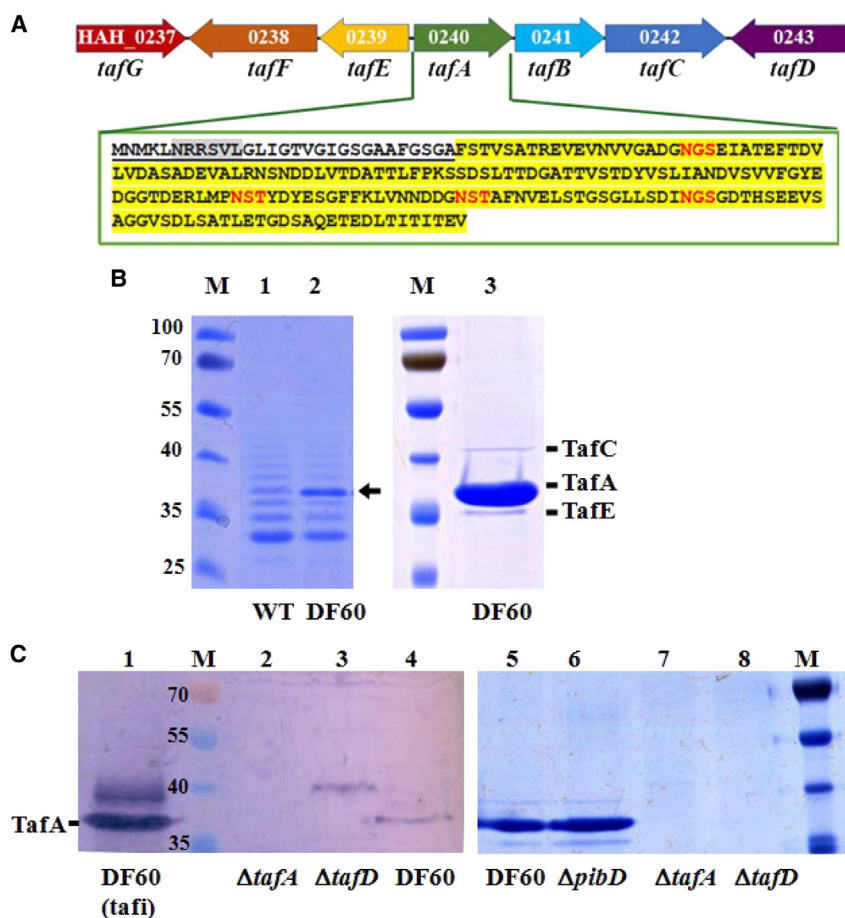 A
HAH_0237 0238 0239 0240 0241 0242 0243
tafG tafF tafE tafA tafB tafC tafD
MNMKLNRRSVLGLIGTVGIGSGAAFGSGAFSTVSATREVEVNVVGADGNGSEIATEFTDV
LVDASADEVALRNSNDDLVTDATTLFPKSSDSLTTDGATTVSTDYVSLIANDVSVVFGYE
DGGTDERLMPNSTYDYESGFFKLVNNDDGNSTAFNVELSTGSGLLSDINGSGDTHSEEVS
AGGVSDLSATLETGDSAQETEDLTITITEV
B
M 1 2 M 3
100
70
55
40
35
25
TafC
TafA
TafE
WT DF60 DF60
C
1 M 2 3 4 5 6 7 8 M
70
55
40
35
TafA
DF60 ΔtafA ΔtafD DF60 DF60 ΔpibD ΔtafA ΔtafD
(tafi)